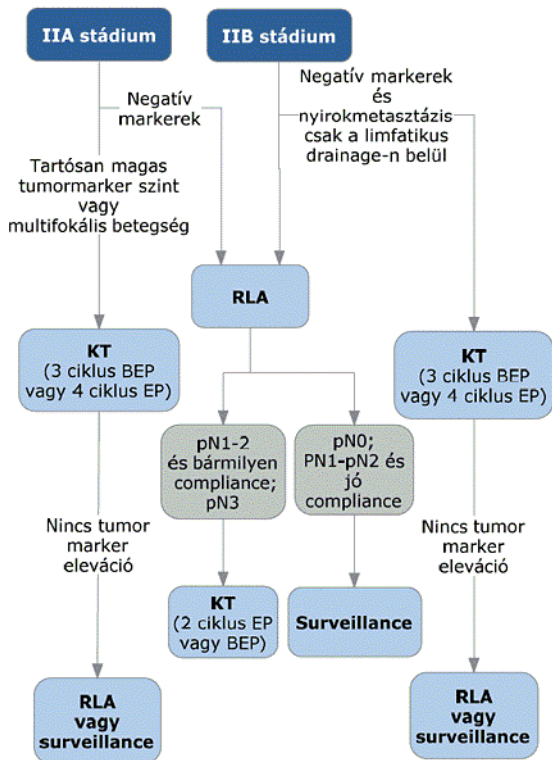 IIA stádium
IIB stádium
Negatív
markerek
Negatív markerek
és
nyirokmetasztázis
csak a limfatikus
drainage-n belül
Tartósan magas
tumormarker szint
vagy
multifokális betegség
RLA
KT
(3 ciklus BEP
vagy 4 ciklus EP)
KT
(3 ciklus BEP
vagy 4 ciklus EP)
pN1-2
és bármilyen
compliance;
pN3
pN0;
PN1-pN2 és
jó
compliance
Nincs tumor
marker
eleváció
Nincs tumor
marker
eleváció
KT
(2 ciklus EP
vagy BEP)
Surveillance
RLA
vagy
surveillance
RLA
vagy
surveillance